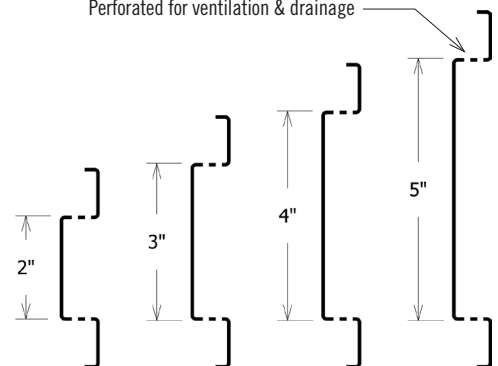 Perforated for ventilation & drainage
2"
3"
4"
5"